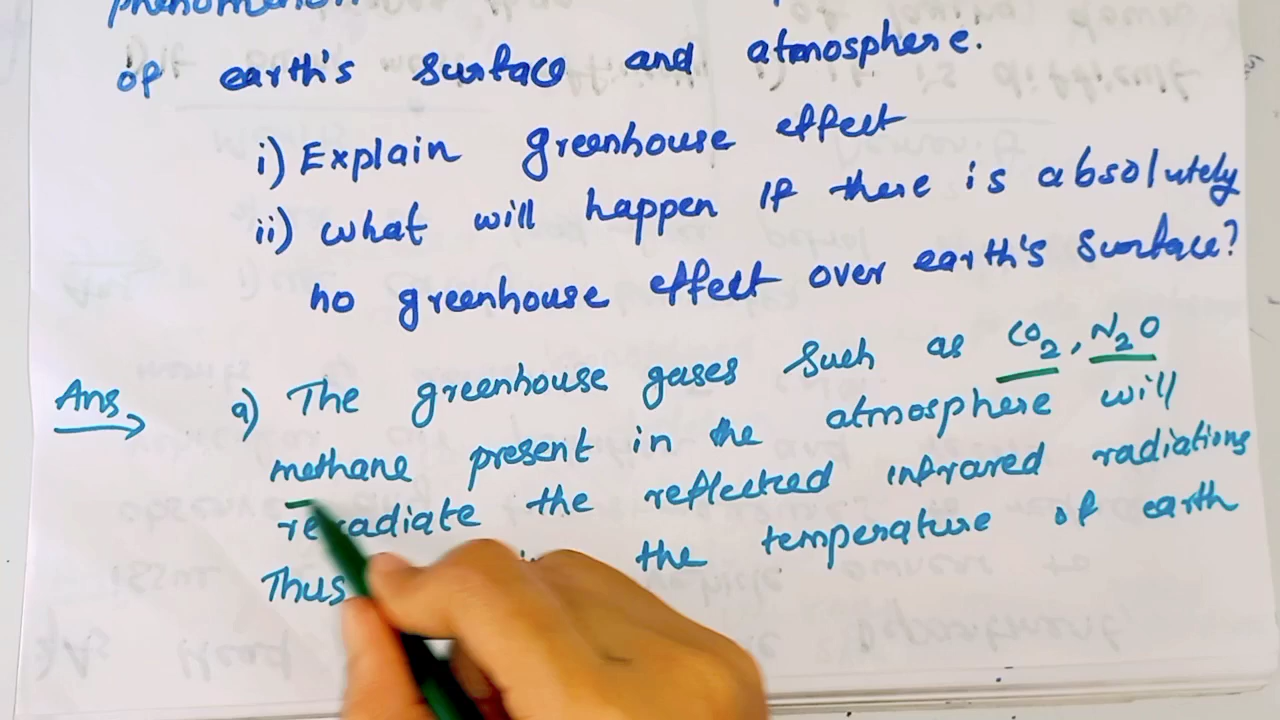 phenomenon
of earth's surface and atmosphere.
i) Explain greenhouse effect
ii) what will happen If there is absolutely
no greenhouse effect over earth's surface?
Ans a) The greenhouse gases such as CO2, N2O
methane present in the atmosphere will
reradiate the reflected infrared radiations
Thus the temperature of earth